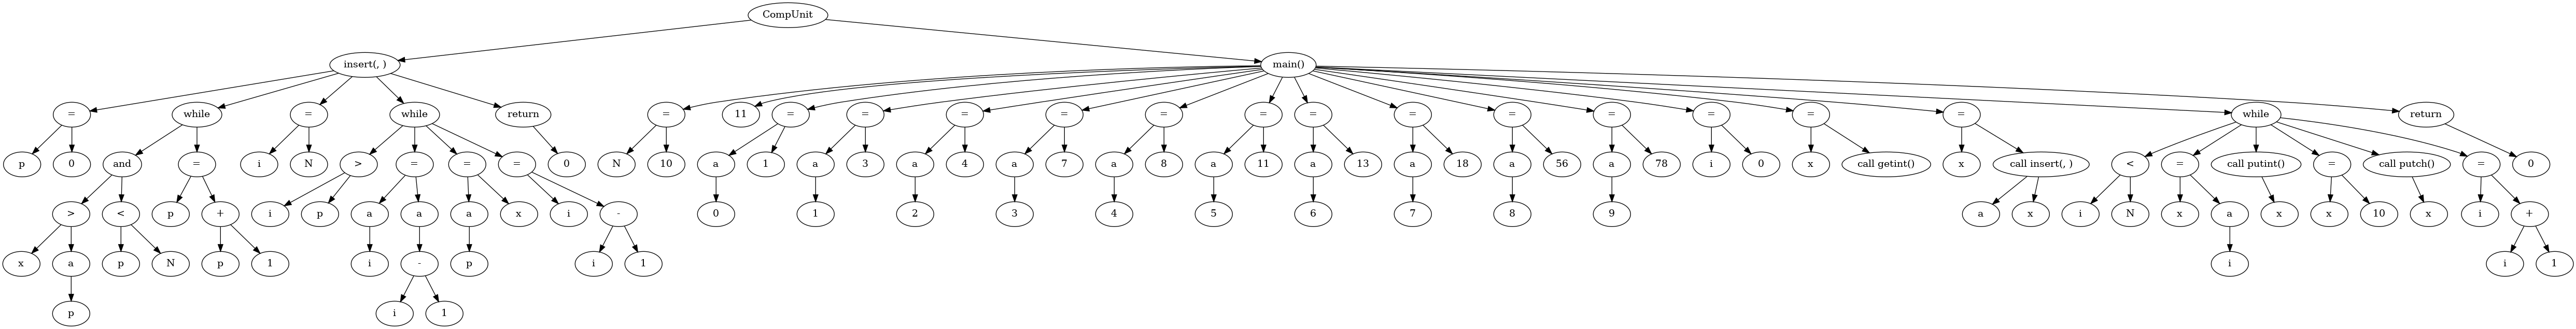 CompUnit
insert(, ) main()
= while = while return = 11 = = = = = = = = = = = = = while return
p 0 and = i N > = = = 0 N 10 a 1 a 3 a 4 a 7 a 8 a 11 a 13 a 18 a 56 a 78 i 0 x call getint() x call insert(, ) < = call putint() = call putch() = 0
> < p + i p a a a x i - 0 1 2 3 4 5 6 7 8 9 a x i N x a x x 10 x i +
x a p N p 1 i - p i 1 i i 1
p i 1